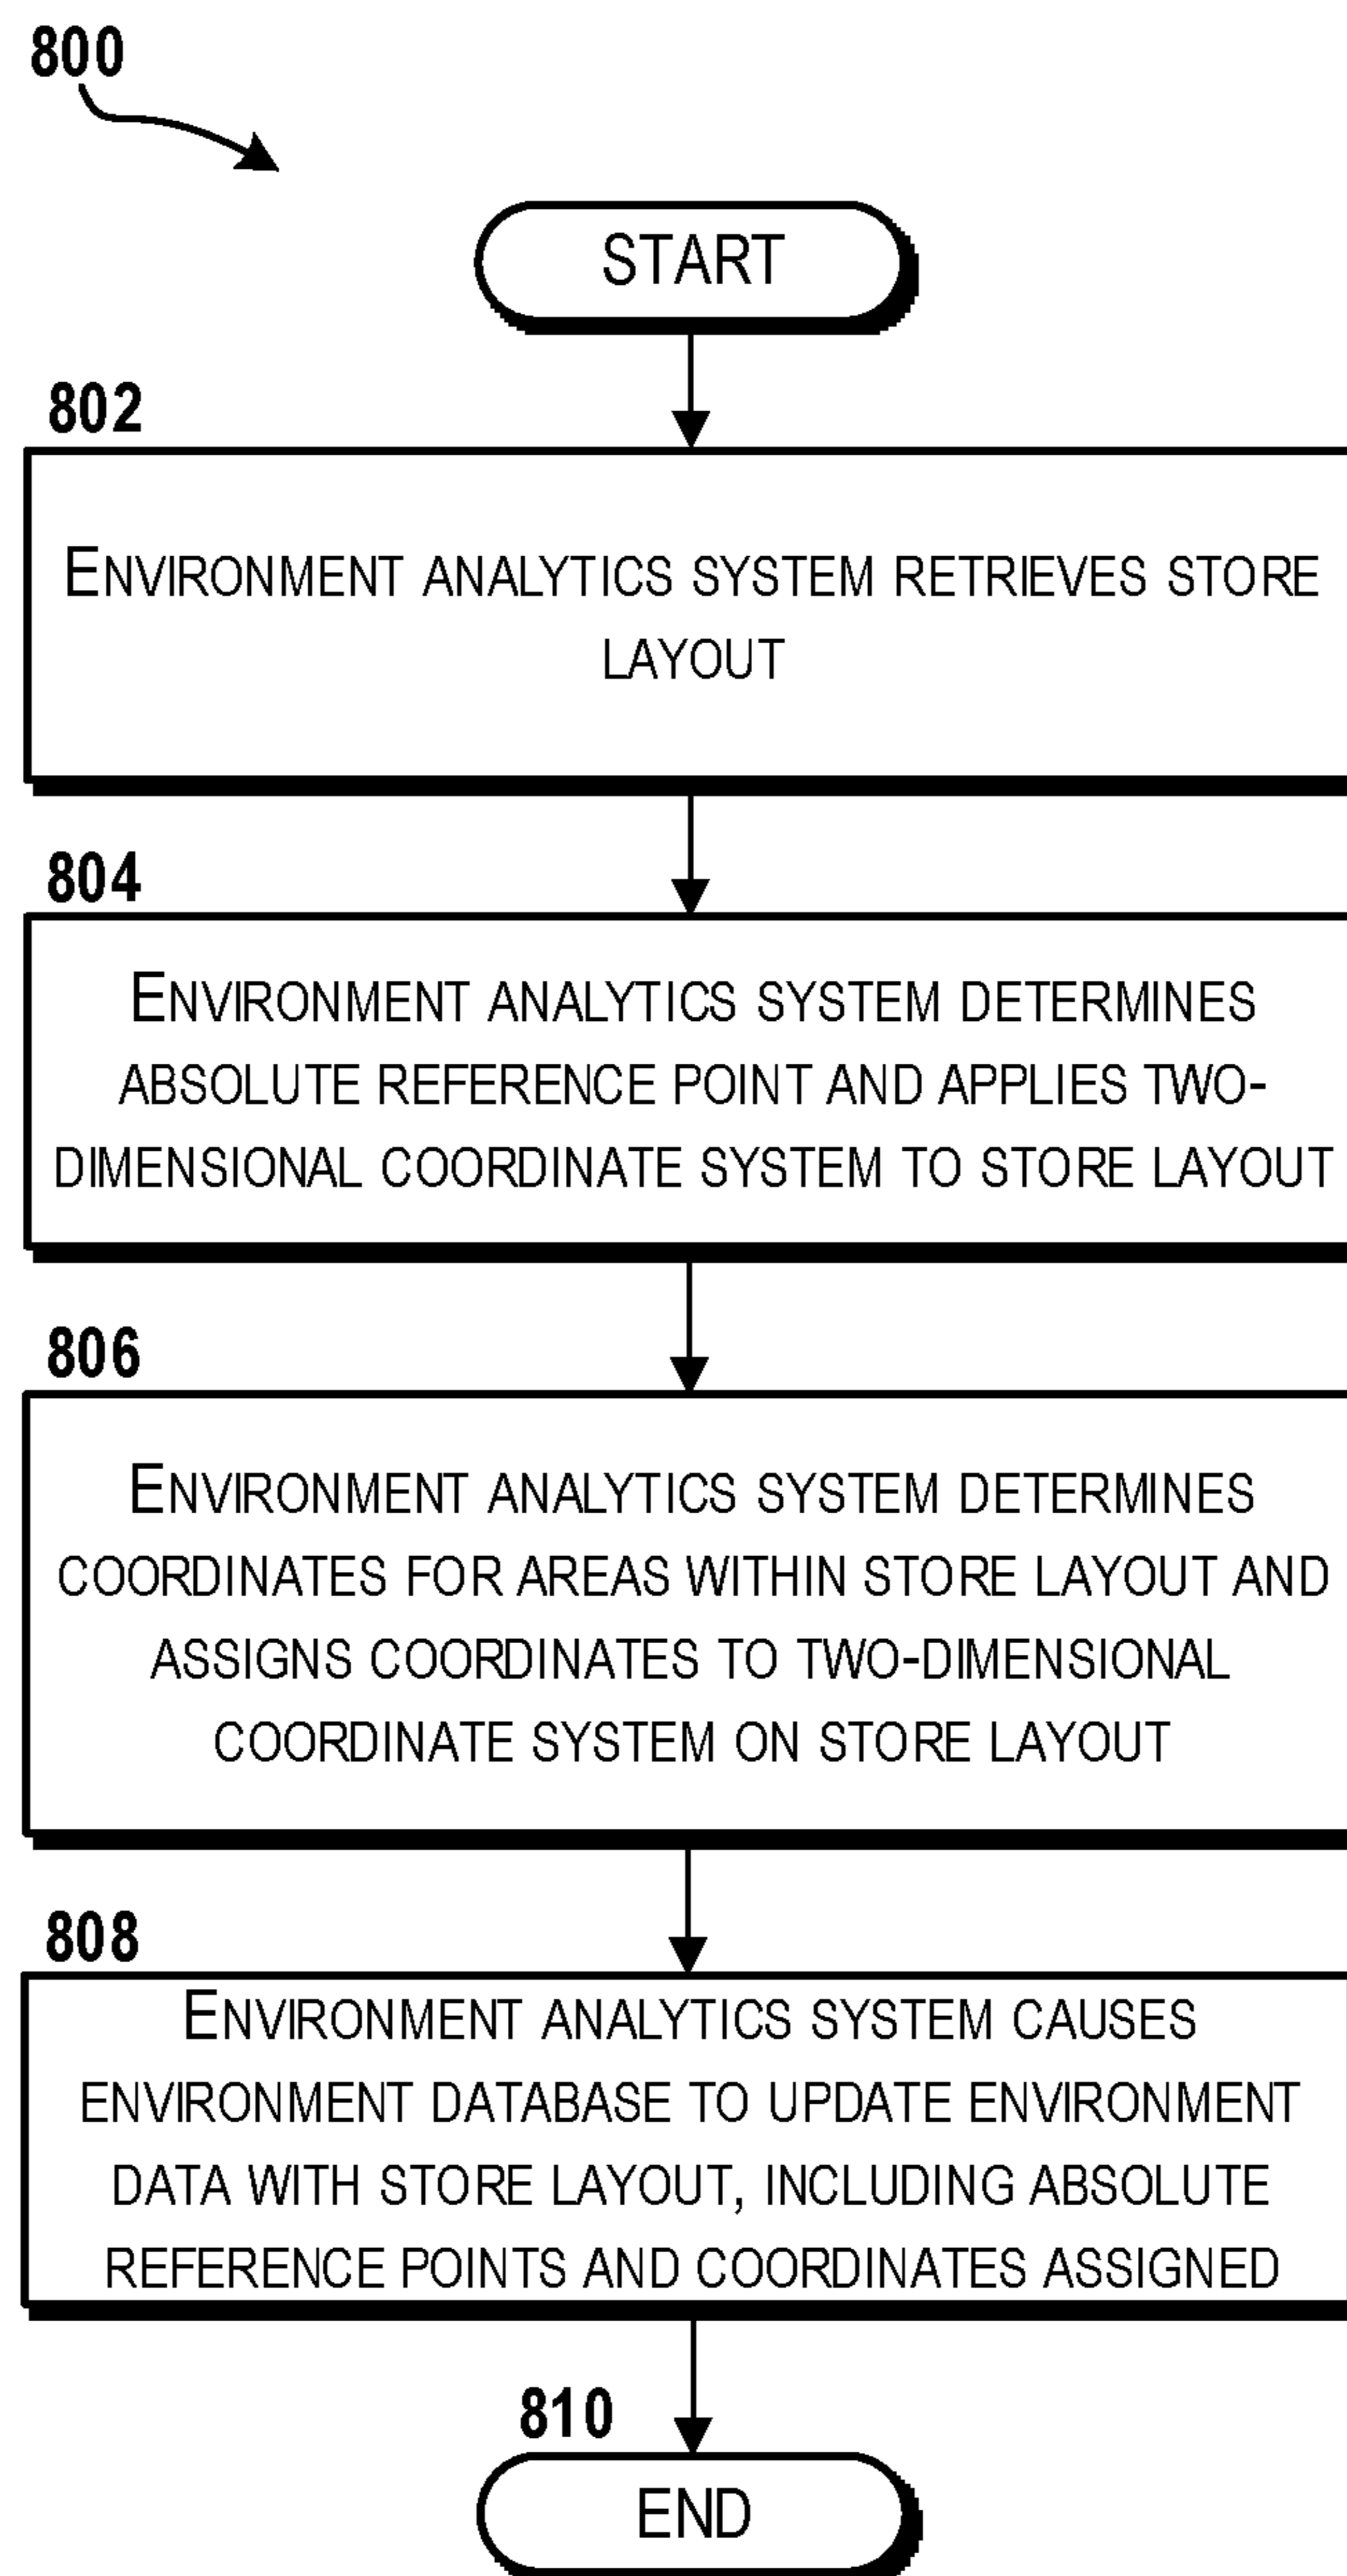 800
START
802
ENVIRONMENT ANALYTICS SYSTEM RETRIEVES STORE
LAYOUT
804
ENVIRONMENT ANALYTICS SYSTEM DETERMINES
ABSOLUTE REFERENCE POINT AND APPLIES TWO-
DIMENSIONAL COORDINATE SYSTEM TO STORE LAYOUT
806
ENVIRONMENT ANALYTICS SYSTEM DETERMINES
COORDINATES FOR AREAS WITHIN STORE LAYOUT AND
ASSIGNS COORDINATES TO TWO-DIMENSIONAL
COORDINATE SYSTEM ON STORE LAYOUT
808
ENVIRONMENT ANALYTICS SYSTEM CAUSES
ENVIRONMENT DATABASE TO UPDATE ENVIRONMENT
DATA WITH STORE LAYOUT, INCLUDING ABSOLUTE
REFERENCE POINTS AND COORDINATES ASSIGNED
810
END